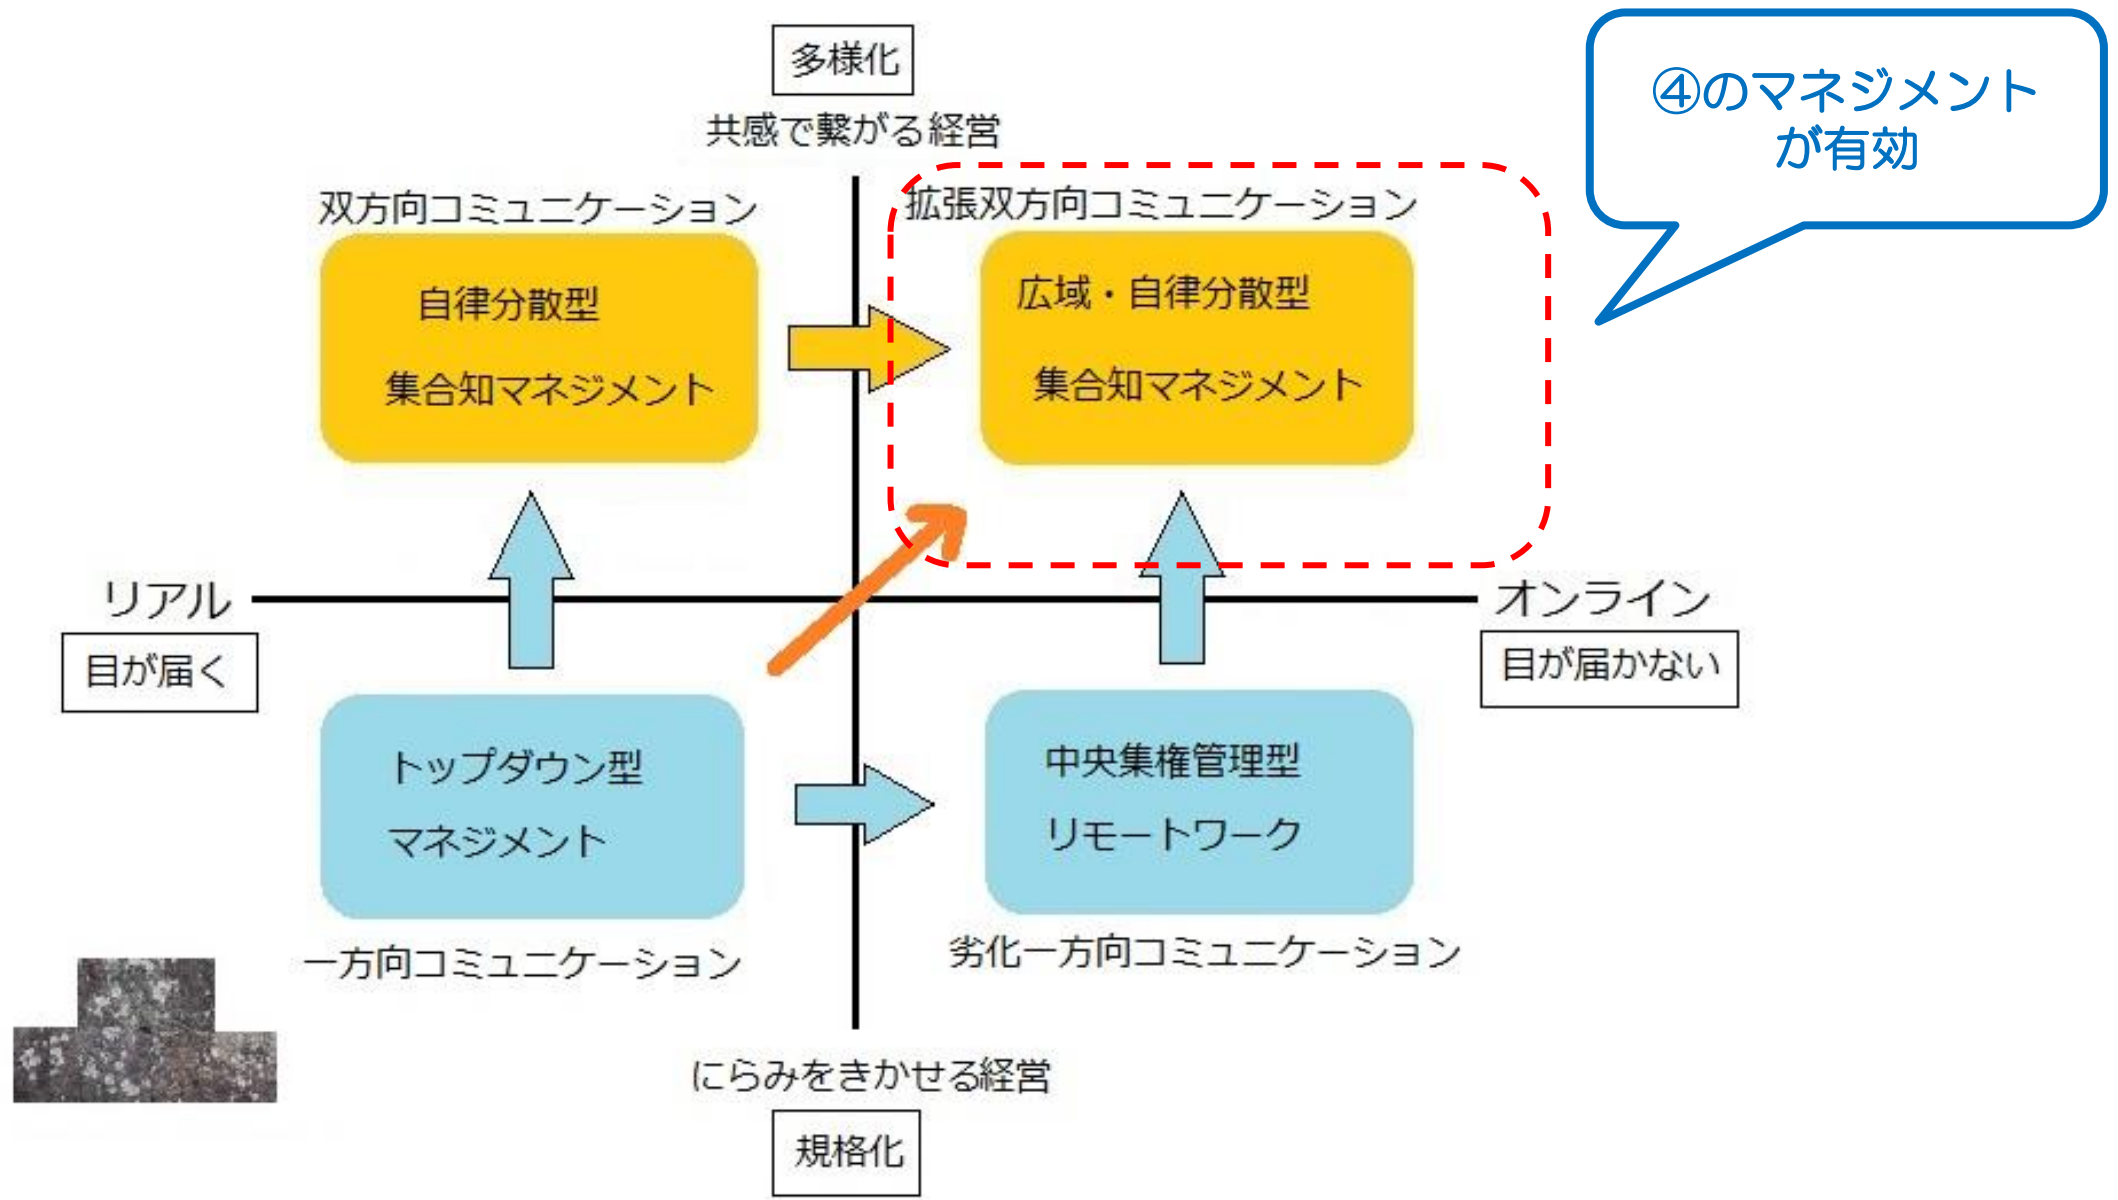 多様化
共感で繋がる経営
④のマネジメント
が有効
双方向コミュニケーション
拡張双方向コミュニケーション
自律分散型
集合知マネジメント
広域・自律分散型
集合知マネジメント
リアル
目が届く
オンライン
目が届かない
トップダウン型
マネジメント
中央集権管理型
リモートワーク
一方向コミュニケーション
劣化一方向コミュニケーション
にらみをきかせる経営
規格化